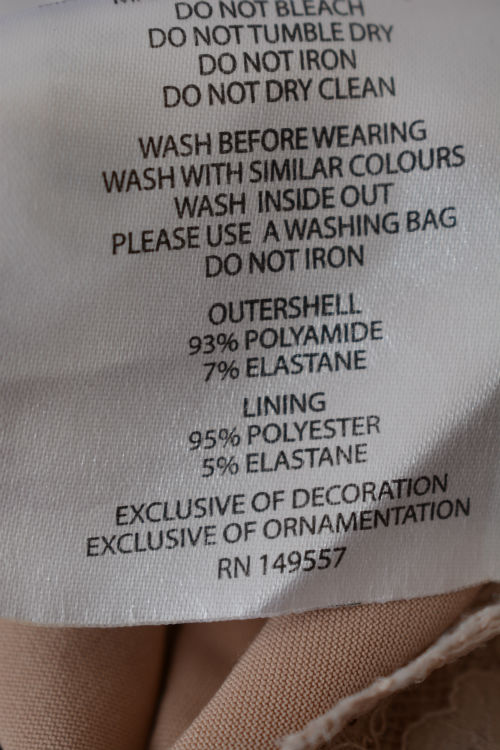 DO NOT BLEACH
DO NOT TUMBLE DRY
DO NOT IRON
DO NOT DRY CLEAN
WASH BEFORE WEARING
WASH WITH SIMILAR COLOURS
WASH INSIDE OUT
PLEASE USE A WASHING BAG
DO NOT IRON
OUTERSHELL
93% POLYAMIDE
7% ELASTANE
LINING
95% POLYESTER
5% ELASTANE
EXCLUSIVE OF DECORATION
EXCLUSIVE OF ORNAMENTATION
RN 149557